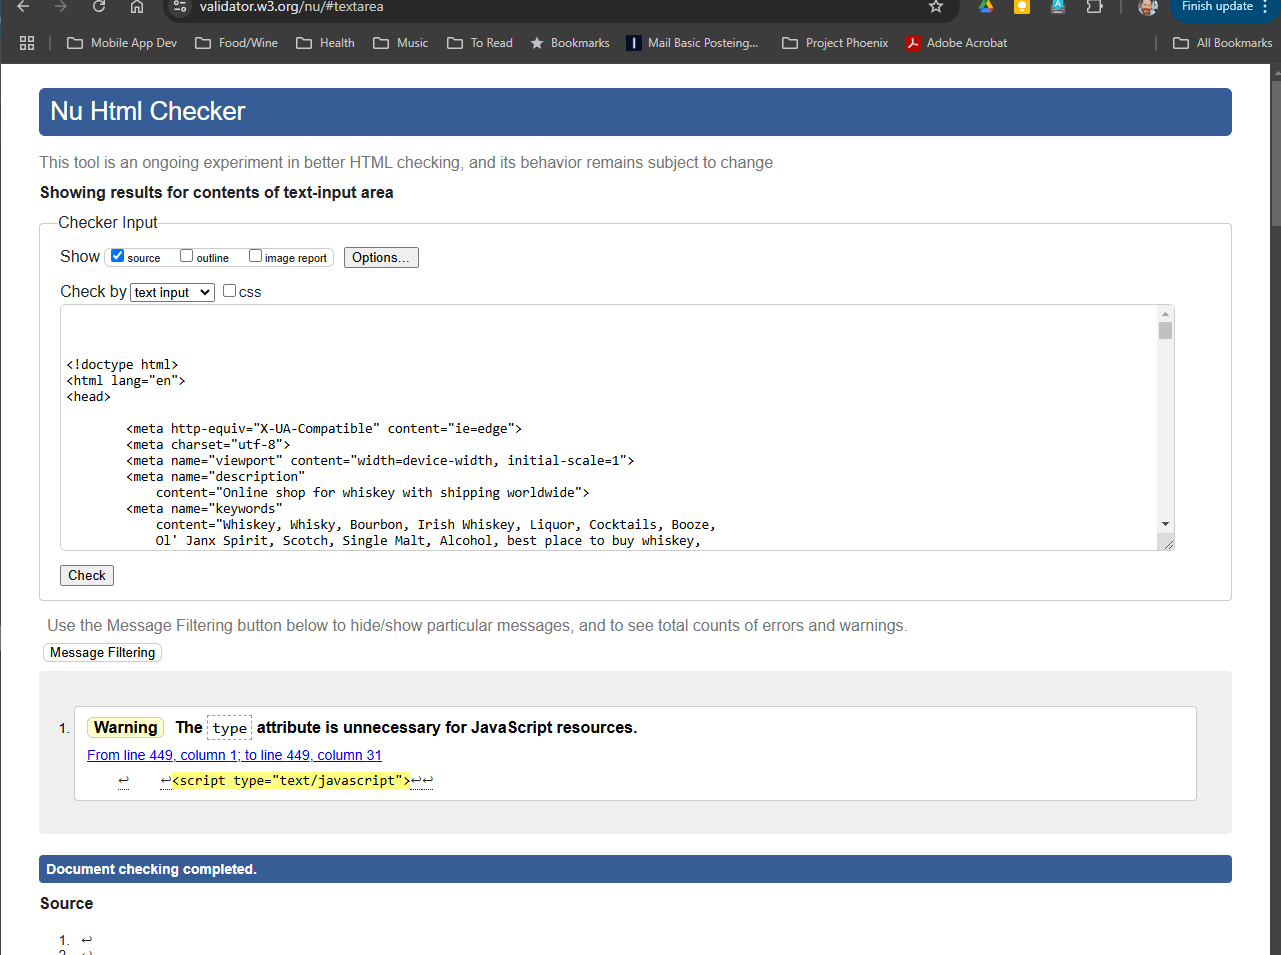 validator.w3.org/nu/#textarea
Finish update
Mobile App Dev Food/Wine Health Music To Read Bookmarks Mail Basic Posteing... Project Phoenix Adobe Acrobat All Bookmarks
Nu Html Checker
This tool is an ongoing experiment in better HTML checking, and its behavior remains subject to change
Showing results for contents of text-input area
Checker Input
Show source outline image report Options...
Check by text input css
<!doctype html>
<html lang="en">
<head>
<meta http-equiv="X-UA-Compatible" content="ie=edge">
<meta charset="utf-8">
<meta name="viewport" content="width=device-width, initial-scale=1">
<meta name="description"
content="Online shop for whiskey with shipping worldwide">
<meta name="keywords"
content="Whiskey, Whisky, Bourbon, Irish Whiskey, Liquor, Cocktails, Booze,
Ol' Janx Spirit, Scotch, Single Malt, Alcohol, best place to buy whiskey,
Check
Use the Message Filtering button below to hide/show particular messages, and to see total counts of errors and warnings.
Message Filtering
1. Warning The type attribute is unnecessary for JavaScript resources.
From line 449, column 1; to line 449, column 31
↩ ↩<script type="text/javascript">↩↩
Document checking completed.
Source
1. ↩
2. ↩